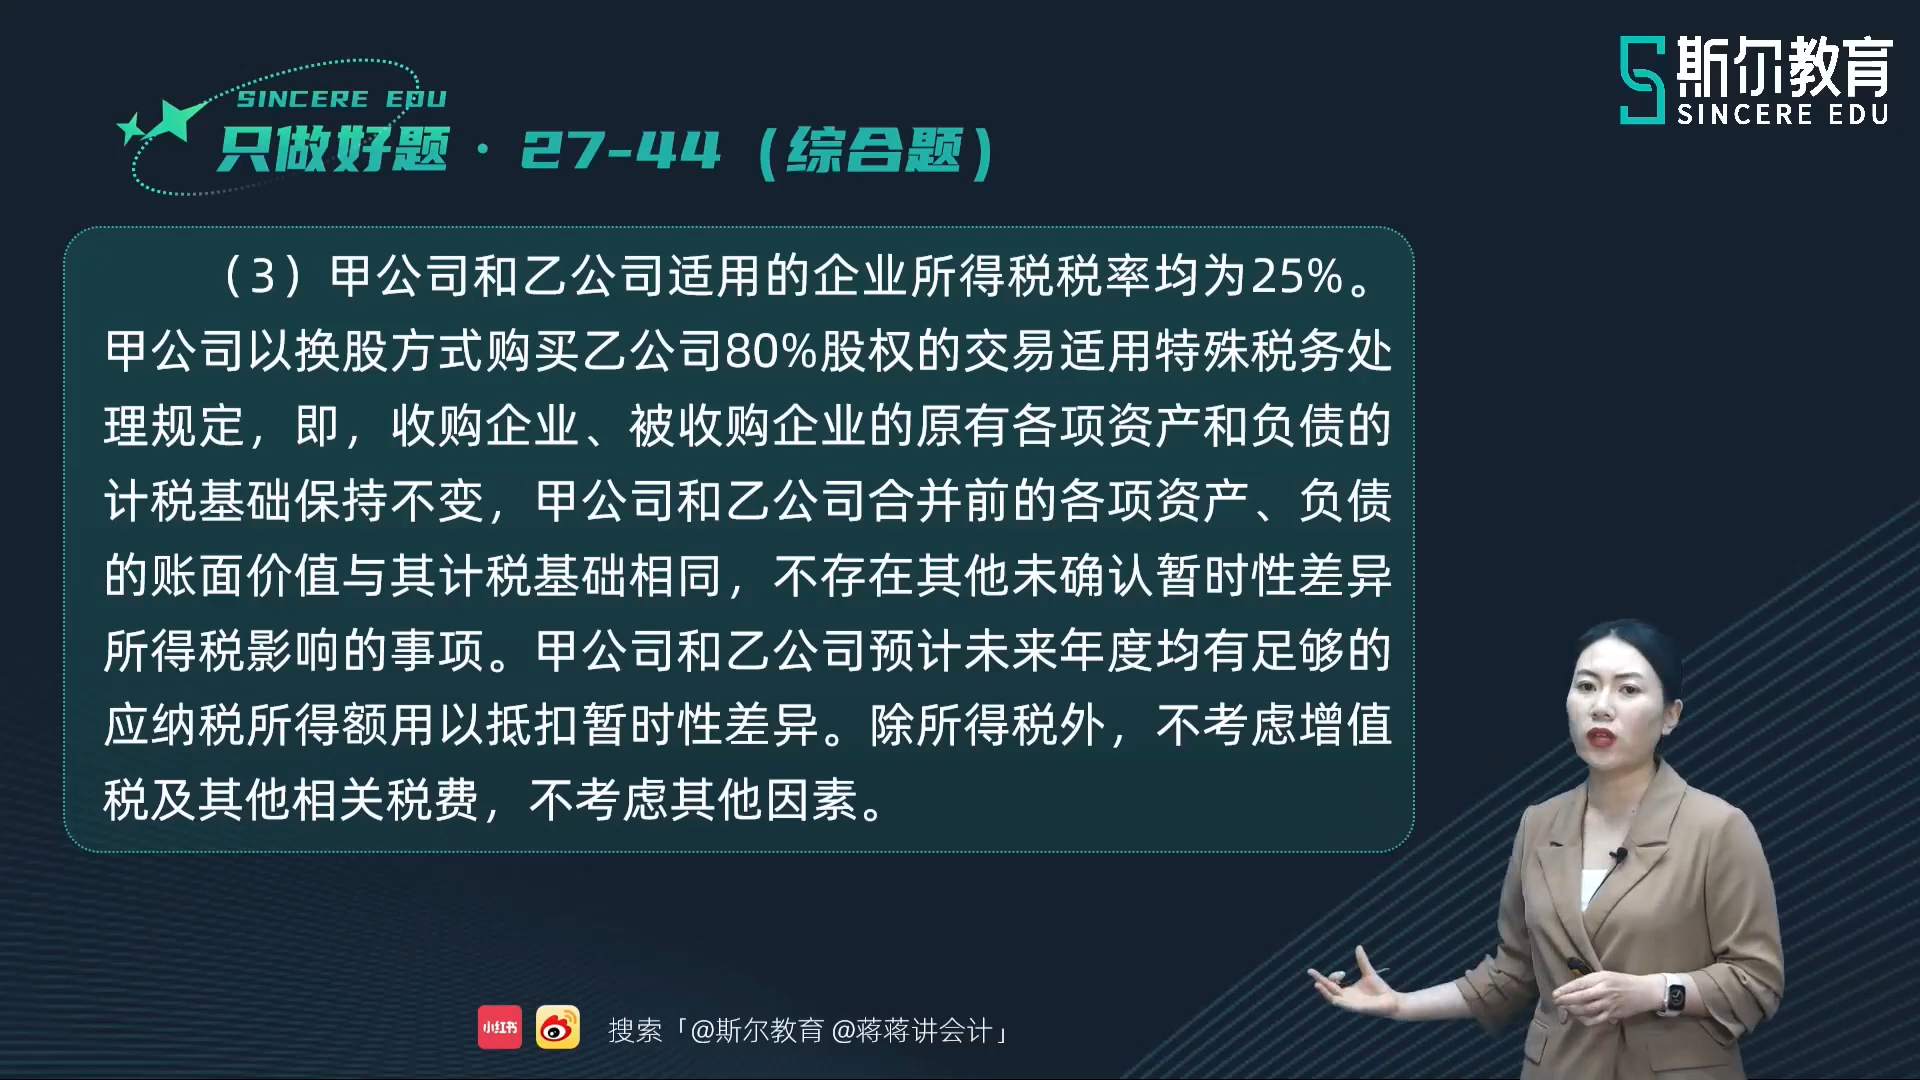 SINCERE EDU
只做好题·27-44（综合题）
斯尔教育
SINCERE EDU
（3）甲公司和乙公司适用的企业所得税税率均为25%。
甲公司以换股方式购买乙公司80%股权的交易适用特殊税务处
理规定，即，收购企业、被收购企业的原有各项资产和负债的
计税基础保持不变，甲公司和乙公司合并前的各项资产、负债
的账面价值与其计税基础相同，不存在其他未确认暂时性差异
所得税影响的事项。甲公司和乙公司预计未来年度均有足够的
应纳税所得额用以抵扣暂时性差异。除所得税外，不考虑增值
税及其他相关税费，不考虑其他因素。
小红书
搜索「@斯尔教育 @蒋蒋讲会计」